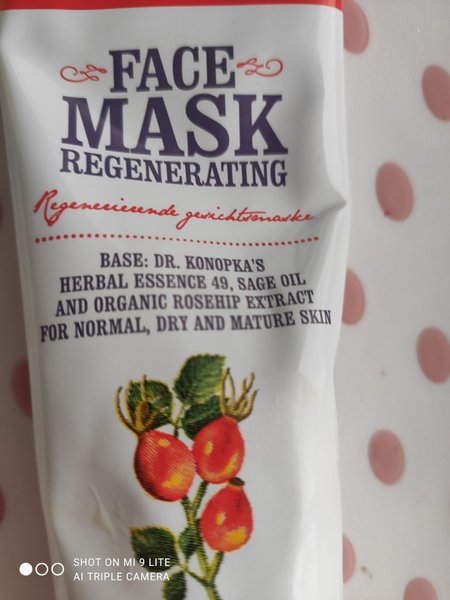 FACE
MASK
REGENERATING
Regenerierende gesichtsmaske
BASE: DR. KONOPKA'S
HERBAL ESSENCE 49, SAGE OIL
AND ORGANIC ROSEHIP EXTRACT
FOR NORMAL, DRY AND MATURE SKIN
SHOT ON MI 9 LITE
AI TRIPLE CAMERA